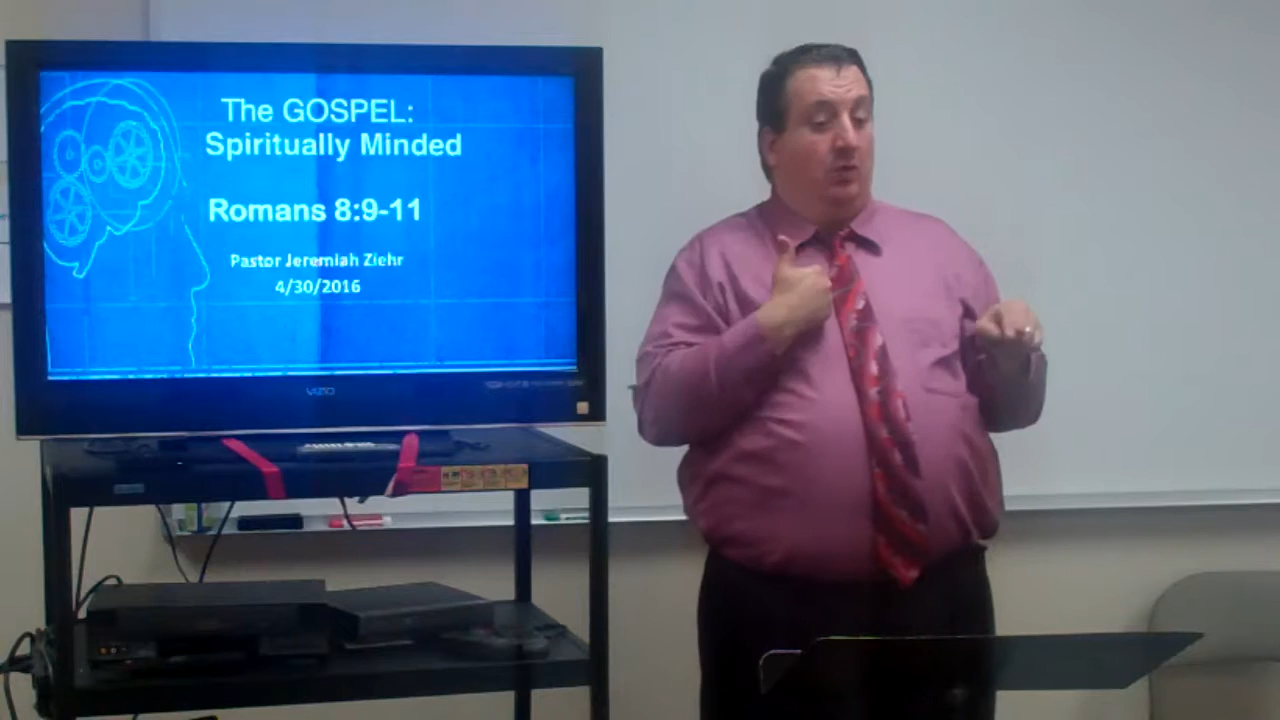 The GOSPEL:
Spiritually Minded
Romans 8:9-11
Pastor Jeremiah Ziehr
4/30/2016
VIZIO